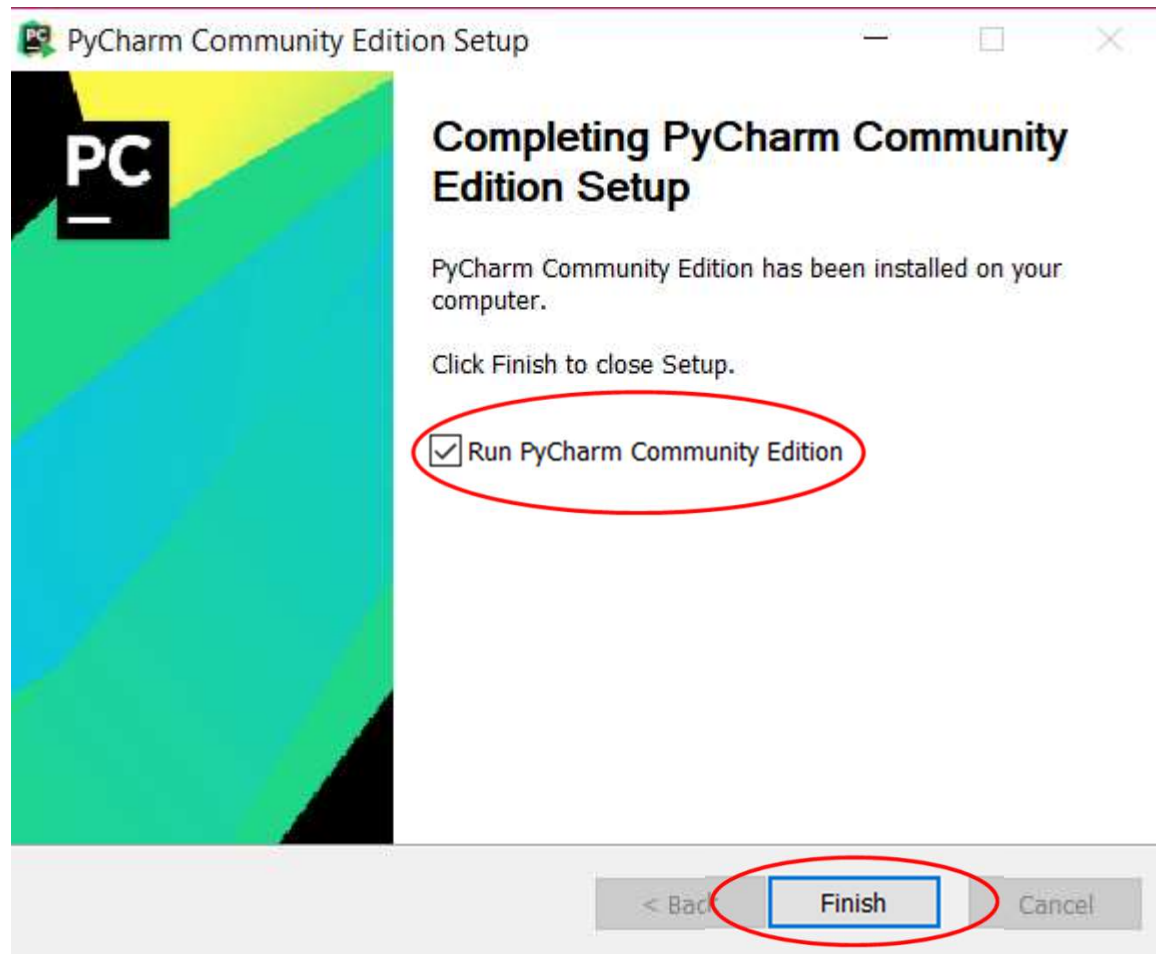 PyCharm Community Edition Setup
PC
Completing PyCharm Community
Edition Setup
PyCharm Community Edition has been installed on your
computer.
Click Finish to close Setup.
Run PyCharm Community Edition
< Back
Finish
Cancel